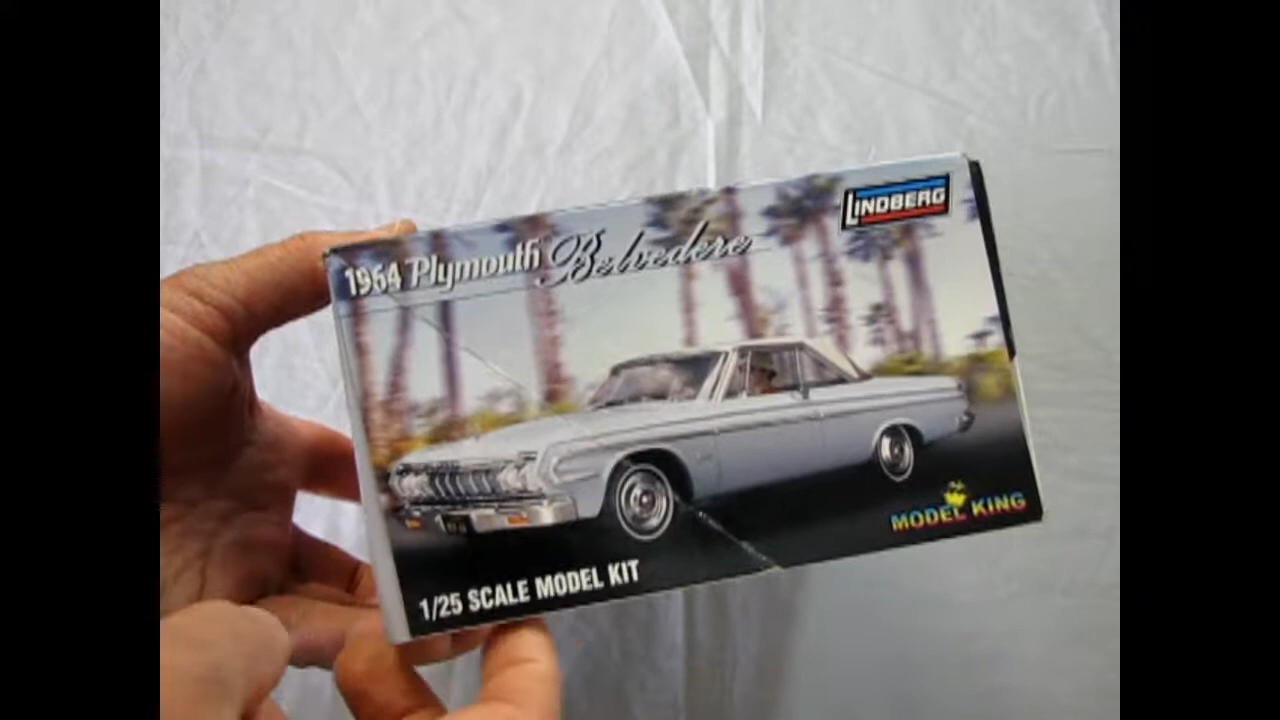 1964 Plymouth Belvedere
LINDBERG
MODEL KING
1/25 SCALE MODEL KIT